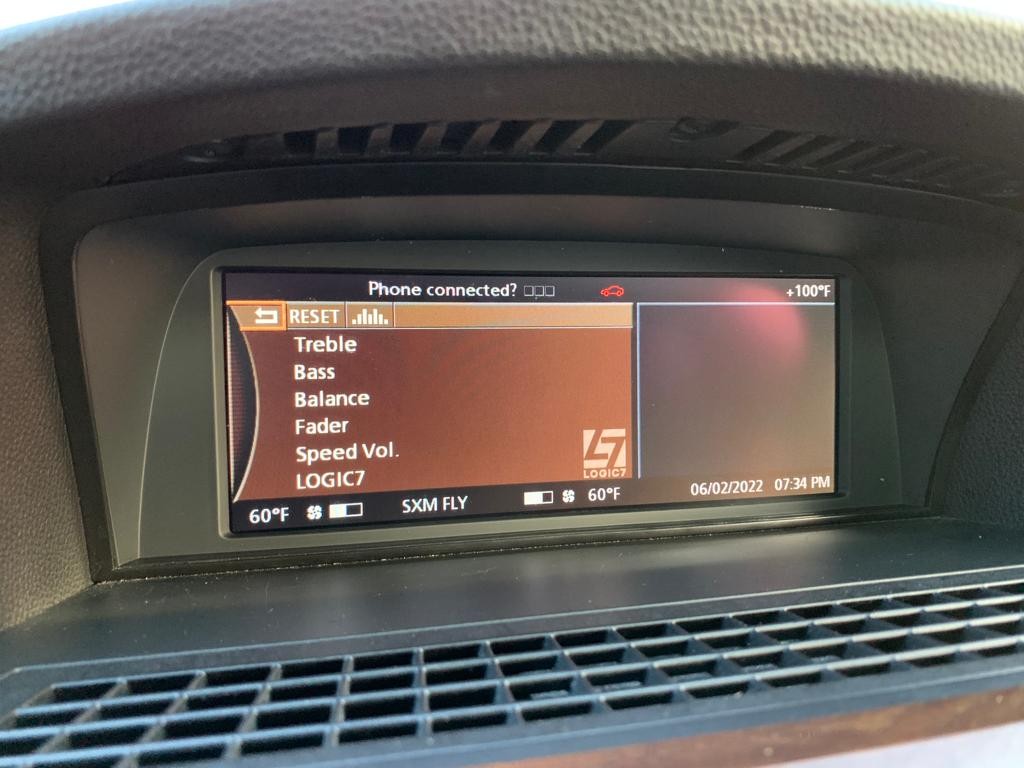 Phone connected?
+100°F
RESET
Treble
Bass
Balance
Fader
Speed Vol.
LOGIC7
L7
LOGIC7
60°F SXM FLY 60°F 06/02/2022 07:34 PM